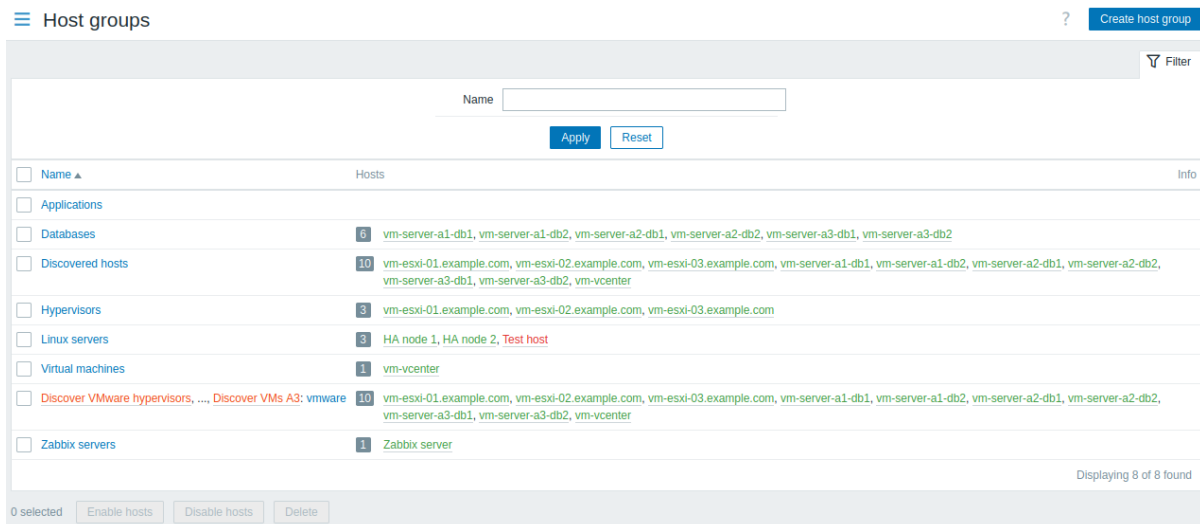 Host groups ? Create host group
Filter
Name
Apply Reset
Name Hosts Info
Applications
Databases 6 vm-server-a1-db1, vm-server-a1-db2, vm-server-a2-db1, vm-server-a2-db2, vm-server-a3-db1, vm-server-a3-db2
Discovered hosts 10 vm-esxi-01.example.com, vm-esxi-02.example.com, vm-esxi-03.example.com, vm-server-a1-db1, vm-server-a1-db2, vm-server-a2-db1, vm-server-a2-db2,
vm-server-a3-db1, vm-server-a3-db2, vm-vcenter
Hypervisors 3 vm-esxi-01.example.com, vm-esxi-02.example.com, vm-esxi-03.example.com
Linux servers 3 HA node 1, HA node 2, Test host
Virtual machines 1 vm-vcenter
Discover VMware hypervisors, ..., Discover VMs A3: vmware 10 vm-esxi-01.example.com, vm-esxi-02.example.com, vm-esxi-03.example.com, vm-server-a1-db1, vm-server-a1-db2, vm-server-a2-db1, vm-server-a2-db2,
vm-server-a3-db1, vm-server-a3-db2, vm-vcenter
Zabbix servers 1 Zabbix server
Displaying 8 of 8 found
0 selected Enable hosts Disable hosts Delete